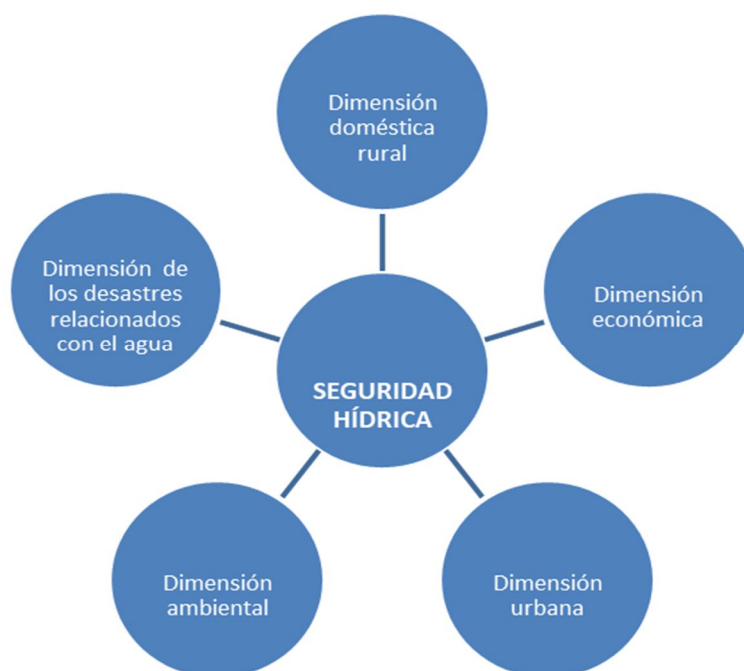 Dimensión
doméstica
rural
Dimensión de
los desastres
relacionados
con el agua
Dimensión
económica
SEGURIDAD
HÍDRICA
Dimensión
ambiental
Dimensión
urbana